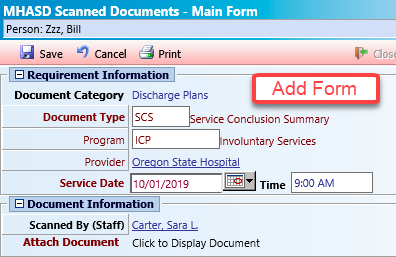 MHASD Scanned Documents - Main Form
Person: Zzz, Bill
Save Cancel Print Close
Requirement Information
Add Form
Document Category Discharge Plans
Document Type SCS Service Conclusion Summary
Program ICP Involuntary Services
Provider Oregon State Hospital
Service Date 10/01/2019 Time 9:00 AM
Document Information
Scanned By (Staff) Carter, Sara L.
Attach Document Click to Display Document